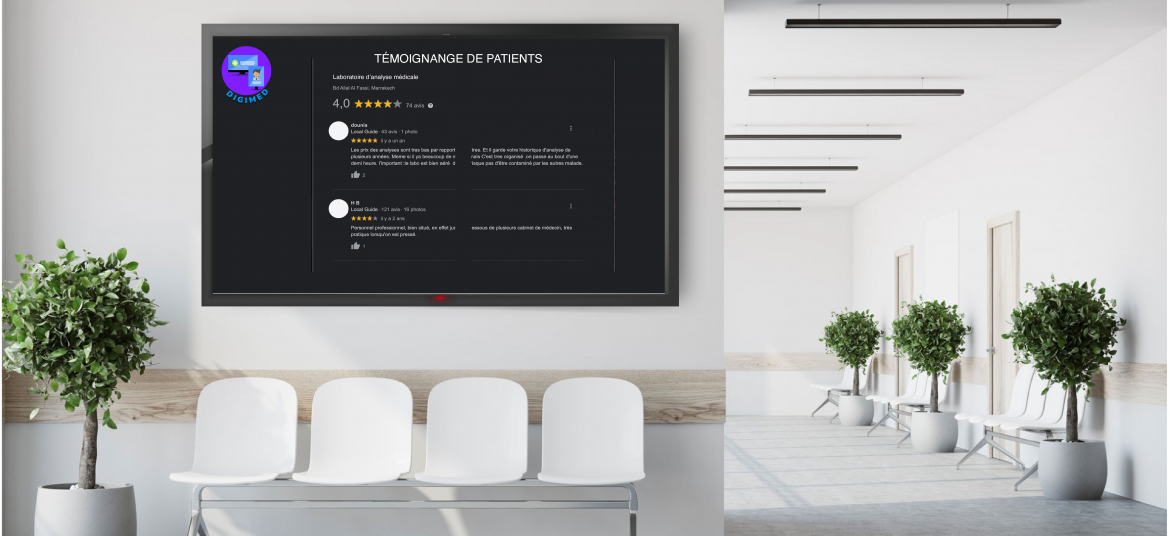 DIGIMED
TÉMOIGNANGE DE PATIENTS
Laboratoire d'analyse médicale
Bd Allal Al Fassi, Marrakech
4,0 74 avis
dounia
Local Guide · 43 avis · 1 photo
il y a un an
Les prix des analyses sont tres bas par rapport tres. Et il garde votre historique d'analyse de
plusieurs années. Meme si il ya beaucoup de n rais C'est tres organisé .on passe au bout d'une
demi heure. l'important :le labo est bien aéré d 'isque pas d'être contaminé par les autres malade.
2
H B
Local Guide · 121 avis · 16 photos
il y a 2 ans
Personnel professionnel, bien situé, en effet juc essous de plusieurs cabinet de médecin, très
pratique lorsqu'on est pressé.
1